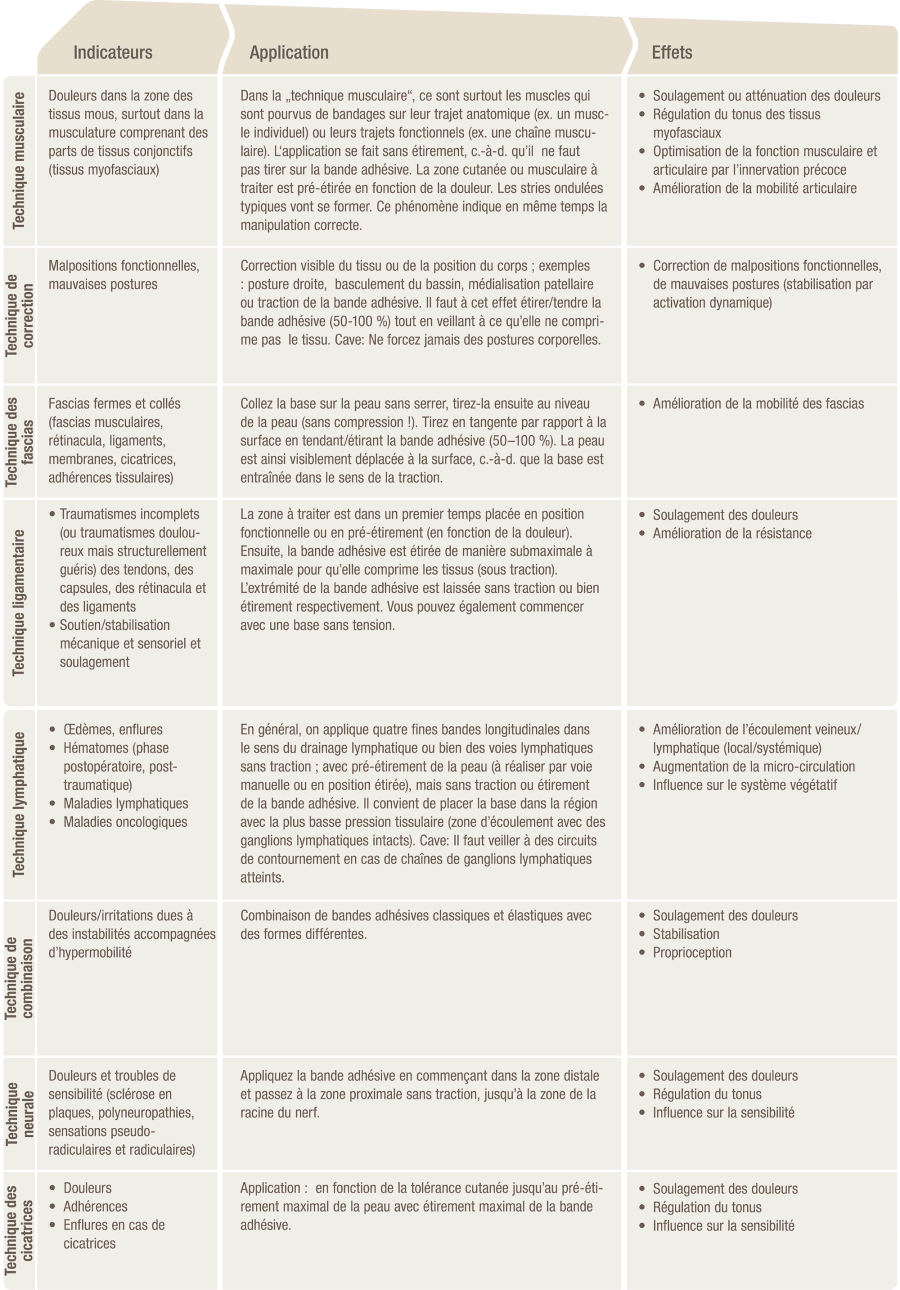 Indicateurs
Application
Effets
Technique musculaire
Douleurs dans la zone des
tissus mous, surtout dans la
musculature comprenant des
parts de tissus conjonctifs
(tissus myofasciaux)
Dans la „technique musculaire“, ce sont surtout les muscles qui
sont pourvus de bandages sur leur trajet anatomique (ex. un musc-
le individuel) ou leurs trajets fonctionnels (ex. une chaîne muscu-
laire). L‘application se fait sans étirement, c.-à-d. qu’il  ne faut
pas tirer sur la bande adhésive. La zone cutanée ou musculaire à
traiter est pré-étirée en fonction de la douleur. Les stries ondulées
typiques vont se former. Ce phénomène indique en même temps la
manipulation correcte.
• Soulagement ou atténuation des douleurs
• Régulation du tonus des tissus
myofasciaux
• Optimisation de la fonction musculaire et
articulaire par l’innervation précoce
• Amélioration de la mobilité articulaire
Technique de
correction
Malpositions fonctionnelles,
mauvaises postures
Correction visible du tissu ou de la position du corps ; exemples
: posture droite,  basculement du bassin, médialisation patellaire
ou traction de la bande adhésive. Il faut à cet effet étirer/tendre la
bande adhésive (50-100 %) tout en veillant à ce qu’elle ne compri-
me pas  le tissu. Cave: Ne forcez jamais des postures corporelles.
• Correction de malpositions fonctionnelles,
de mauvaises postures (stabilisation par
activation dynamique)
Technique des
fascias
Fascias fermes et collés
(fascias musculaires,
rétinacula, ligaments,
membranes, cicatrices,
adhérences tissulaires)
Collez la base sur la peau sans serrer, tirez-la ensuite au niveau
de la peau (sans compression !). Tirez en tangente par rapport à la
surface en tendant/étirant la bande adhésive (50–100 %). La peau
est ainsi visiblement déplacée à la surface, c.-à-d. que la base est
entraînée dans le sens de la traction.
• Amélioration de la mobilité des fascias
Technique ligamentaire
• Traumatismes incomplets
(ou traumatismes doulou-
reux mais structurellement
guéris) des tendons, des
capsules, des rétinacula et
des ligaments
• Soutien/stabilisation
mécanique et sensoriel et
soulagement
La zone à traiter est dans un premier temps placée en position
fonctionnelle ou en pré-étirement (en fonction de la douleur).
Ensuite, la bande adhésive est étirée de manière submaximale à
maximale pour qu’elle comprime les tissus (sous traction).
L’extrémité de la bande adhésive est laissée sans traction ou bien
étirement respectivement. Vous pouvez également commencer
avec une base sans tension.
• Soulagement des douleurs
• Amélioration de la résistance
Technique lymphatique
• Œdèmes, enflures
• Hématomes (phase
postopératoire, post-
traumatique)
• Maladies lymphatiques
• Maladies oncologiques
En général, on applique quatre fines bandes longitudinales dans
le sens du drainage lymphatique ou bien des voies lymphatiques
sans traction ; avec pré-étirement de la peau (à réaliser par voie
manuelle ou en position étirée), mais sans traction ou étirement
de la bande adhésive. Il convient de placer la base dans la région
avec la plus basse pression tissulaire (zone d’écoulement avec des
ganglions lymphatiques intacts). Cave: Il faut veiller à des circuits
de contournement en cas de chaînes de ganglions lymphatiques
atteints.
• Amélioration de l’écoulement veineux/
lymphatique (local/systémique)
• Augmentation de la micro-circulation
• Influence sur le système végétatif
Technique de
combinaison
Douleurs/irritations dues à
des instabilités accompagnées
d’hypermobilité
Combinaison de bandes adhésives classiques et élastiques avec
des formes différentes.
• Soulagement des douleurs
• Stabilisation
• Proprioception
Technique
neurale
Douleurs et troubles de
sensibilité (sclérose en
plaques, polyneuropathies,
sensations pseudo-
radiculaires et radiculaires)
Appliquez la bande adhésive en commençant dans la zone distale
et passez à la zone proximale sans traction, jusqu’à la zone de la
racine du nerf.
• Soulagement des douleurs
• Régulation du tonus
• Influence sur la sensibilité
Technique des
cicatrices
• Douleurs
• Adhérences
• Enflures en cas de
cicatrices
Application :  en fonction de la tolérance cutanée jusqu’au pré-éti-
rement maximal de la peau avec étirement maximal de la bande
adhésive.
• Soulagement des douleurs
• Régulation du tonus
• Influence sur la sensibilité